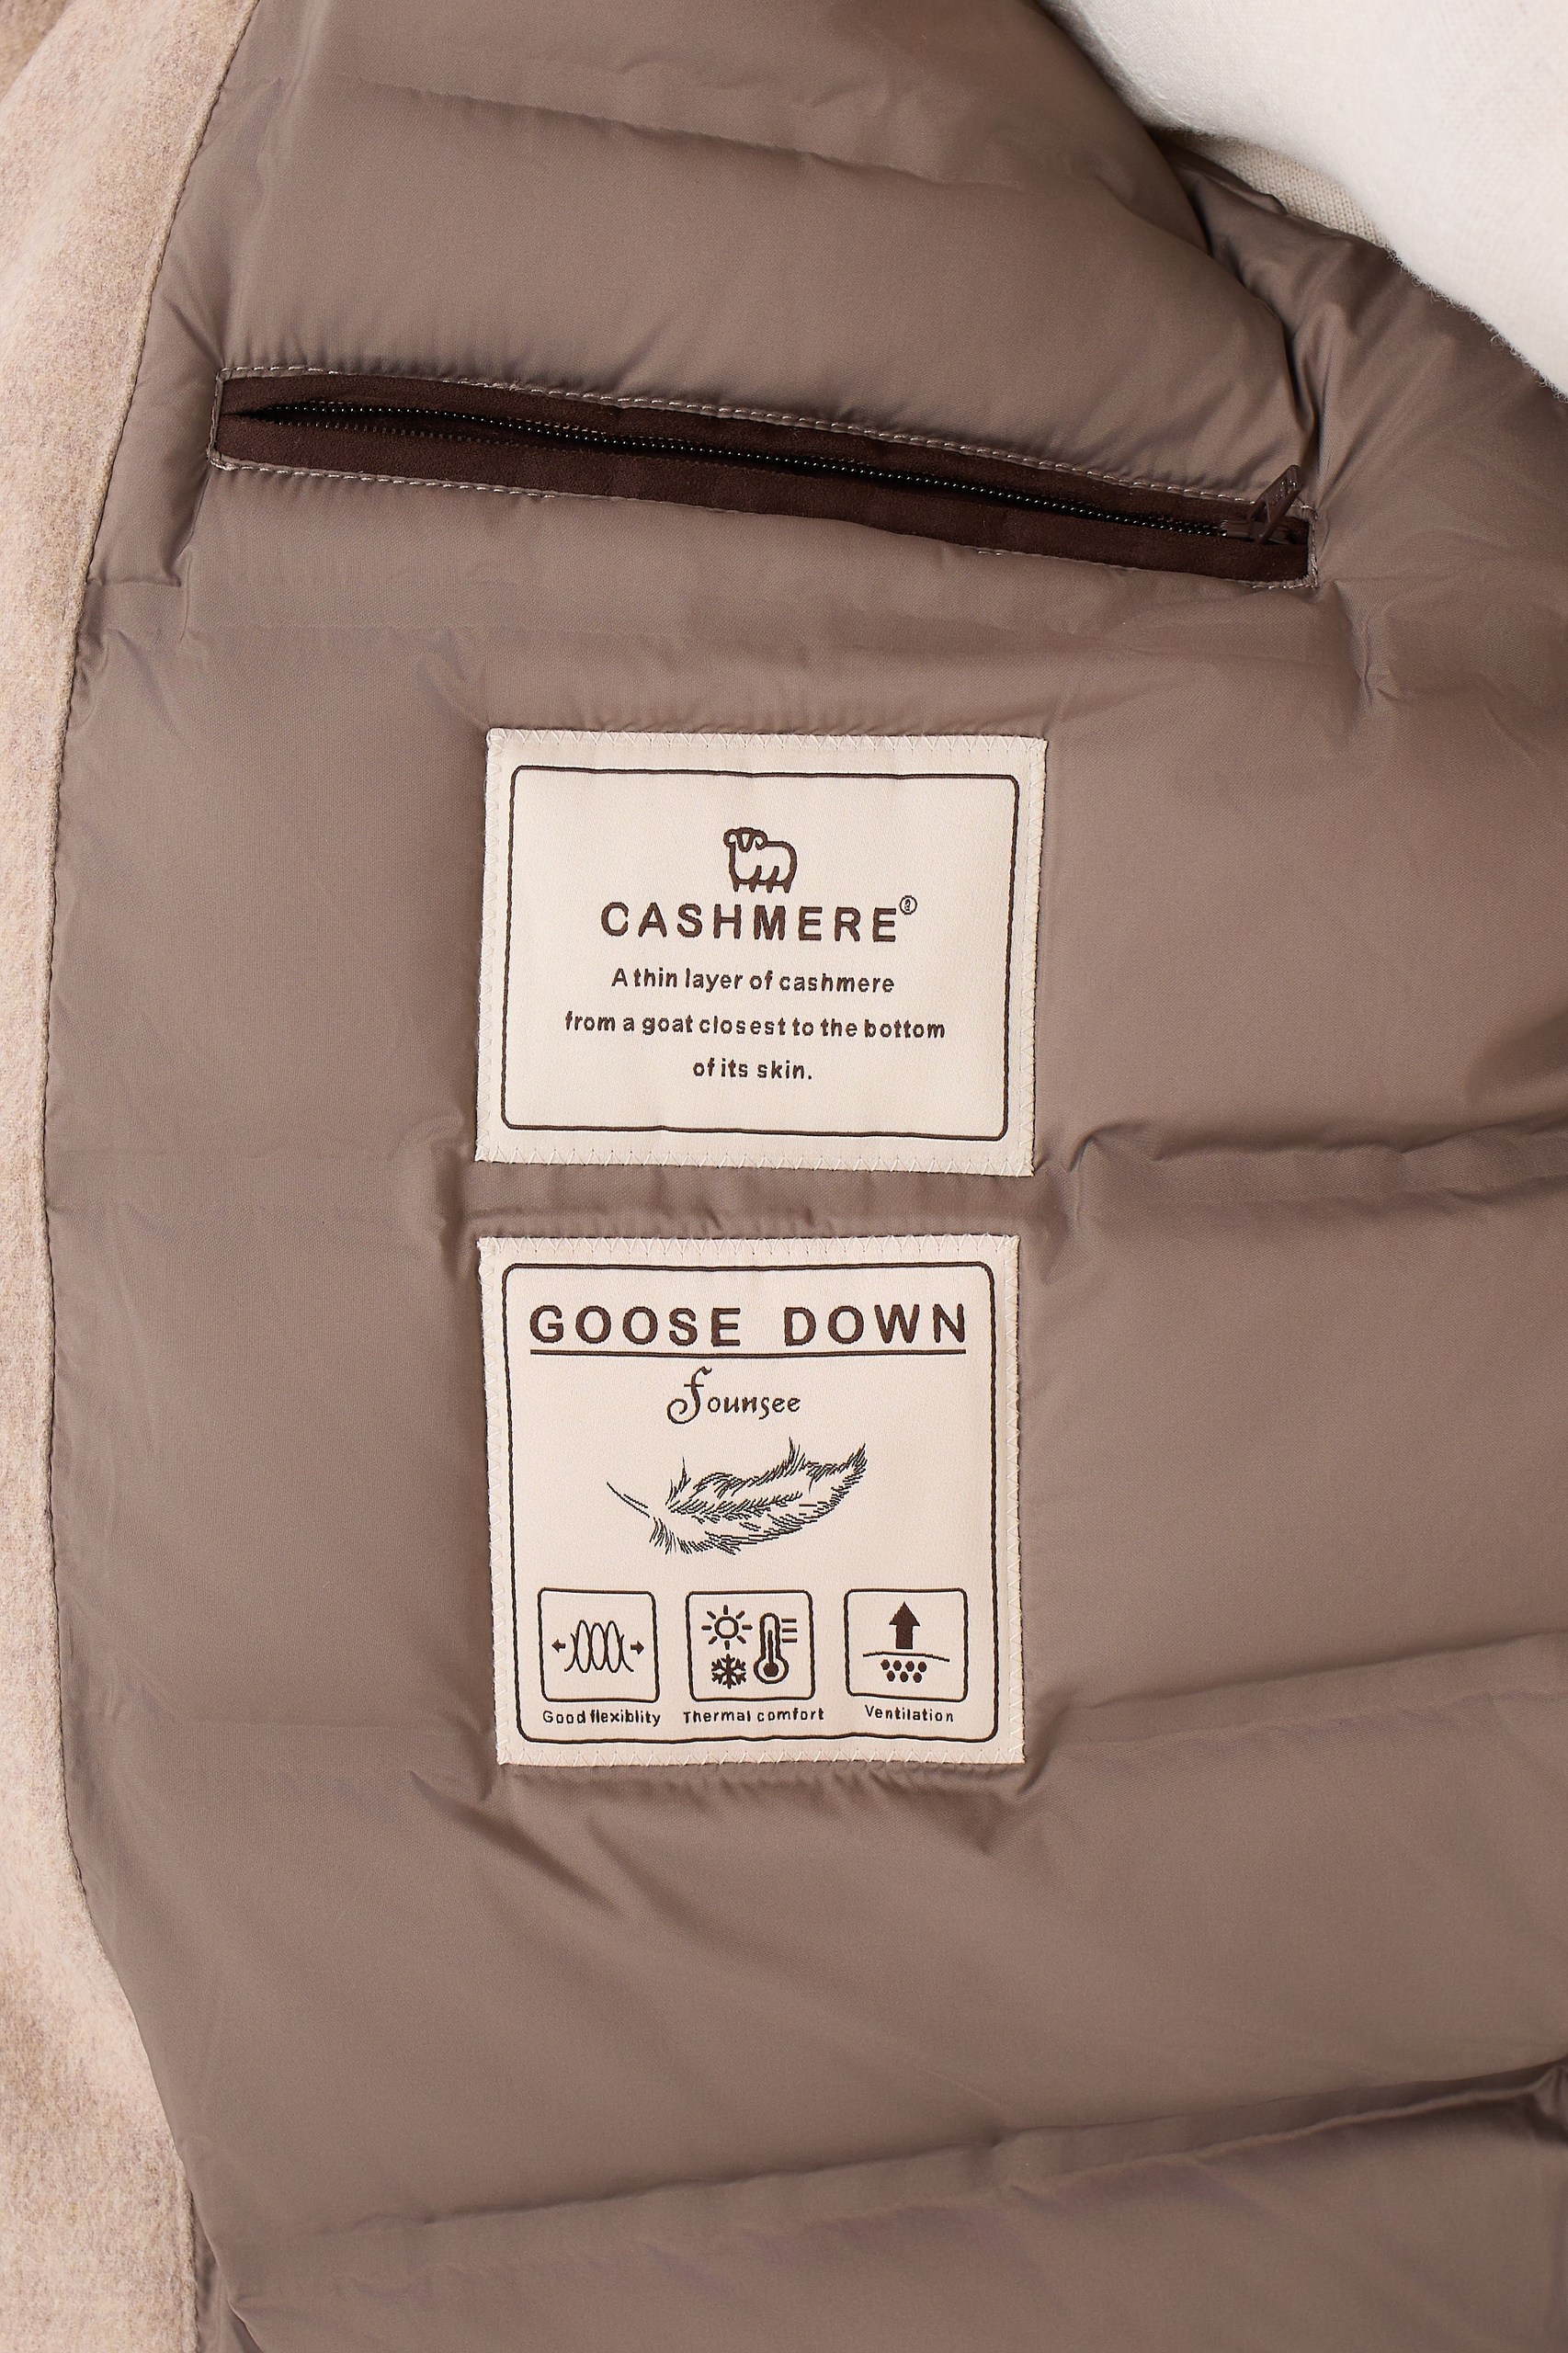 CASHMERE®
A thin layer of cashmere
from a goat closest to the bottom
of its skin.
GOOSE DOWN
Founsee
Good flexiblity
Thermal comfort
Ventilation